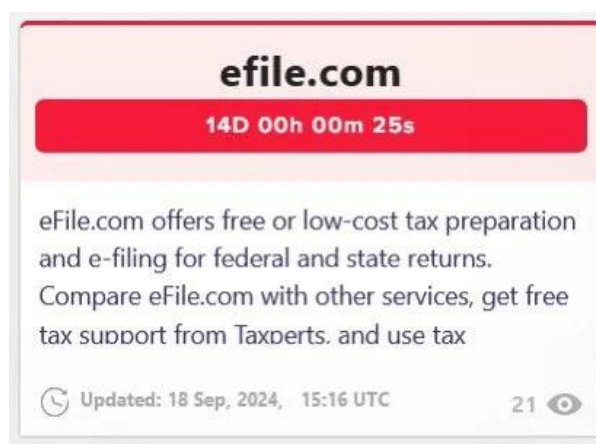 efile.com
14D 00h 00m 25s
eFile.com offers free or low-cost tax preparation
and e-filing for federal and state returns.
Compare eFile.com with other services, get free
tax support from Taxperts. and use tax
Updated: 18 Sep, 2024, 15:16 UTC
21